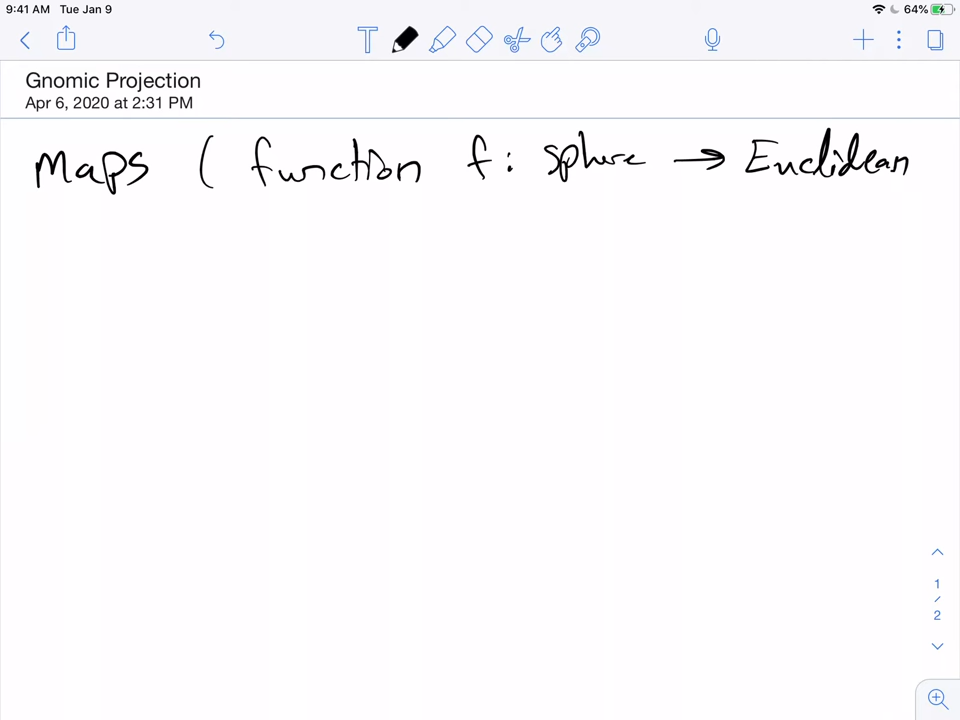 9:41 AM Tue Jan 9 64%
Gnomic Projection
Apr 6, 2020 at 2:31 PM
Maps ( function f: sphere → Euclidean
1
/
2